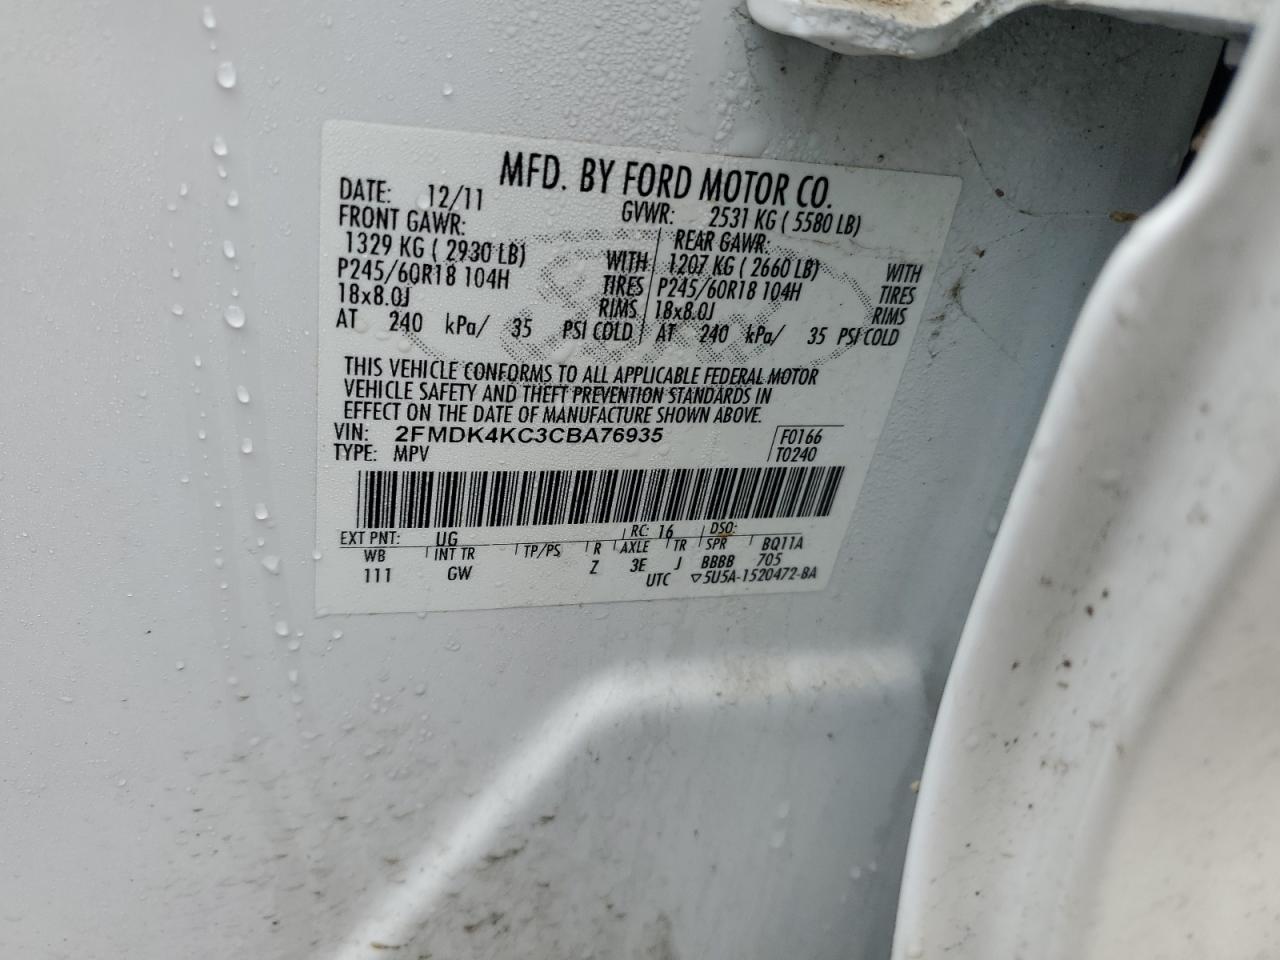 MFD. BY FORD MOTOR CO.
DATE: 12/11 GVWR: 2531 KG ( 5580 LB)
FRONT GAWR: REAR GAWR:
1329 KG ( 2930 LB) WITH 1207 KG ( 2660 LB) WITH
P245/60R18 104H TIRES P245/60R18 104H TIRES
18x8.0J RIMS 18x8.0J RIMS
AT 240 kPa/ 35 PSI COLD AT 240 kPa/ 35 PSI COLD
THIS VEHICLE CONFORMS TO ALL APPLICABLE FEDERAL MOTOR
VEHICLE SAFETY AND THEFT PREVENTION STANDARDS IN
EFFECT ON THE DATE OF MANUFACTURE SHOWN ABOVE.
VIN: 2FMDK4KC3CBA76935 F0166
TYPE: MPV T0240
EXT PNT: UG RC: 16 DSO:
WB INT TR TP/PS R AXLE TR SPR BQ11A
111 GW Z 3E J BBBB 705
UTC ▽5U5A-1520472-BA